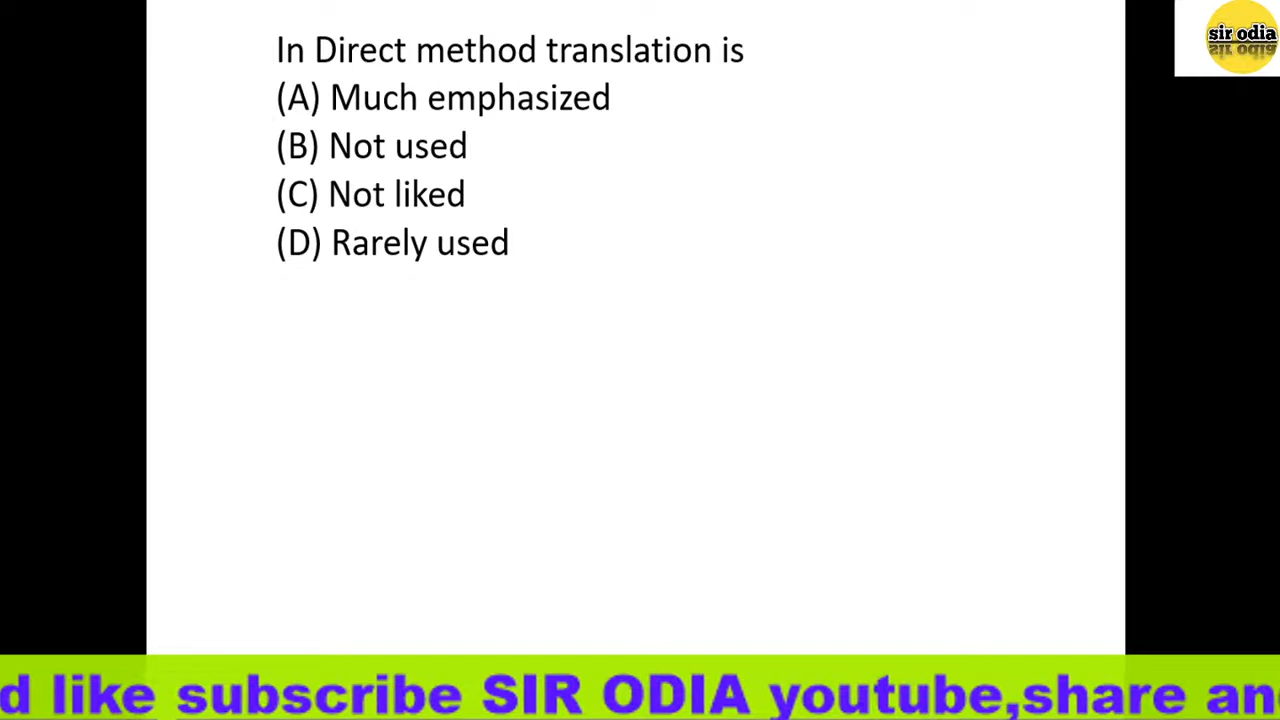 sir odia
In Direct method translation is
(A) Much emphasized
(B) Not used
(C) Not liked
(D) Rarely used
d like subscribe SIR ODIA youtube,share an